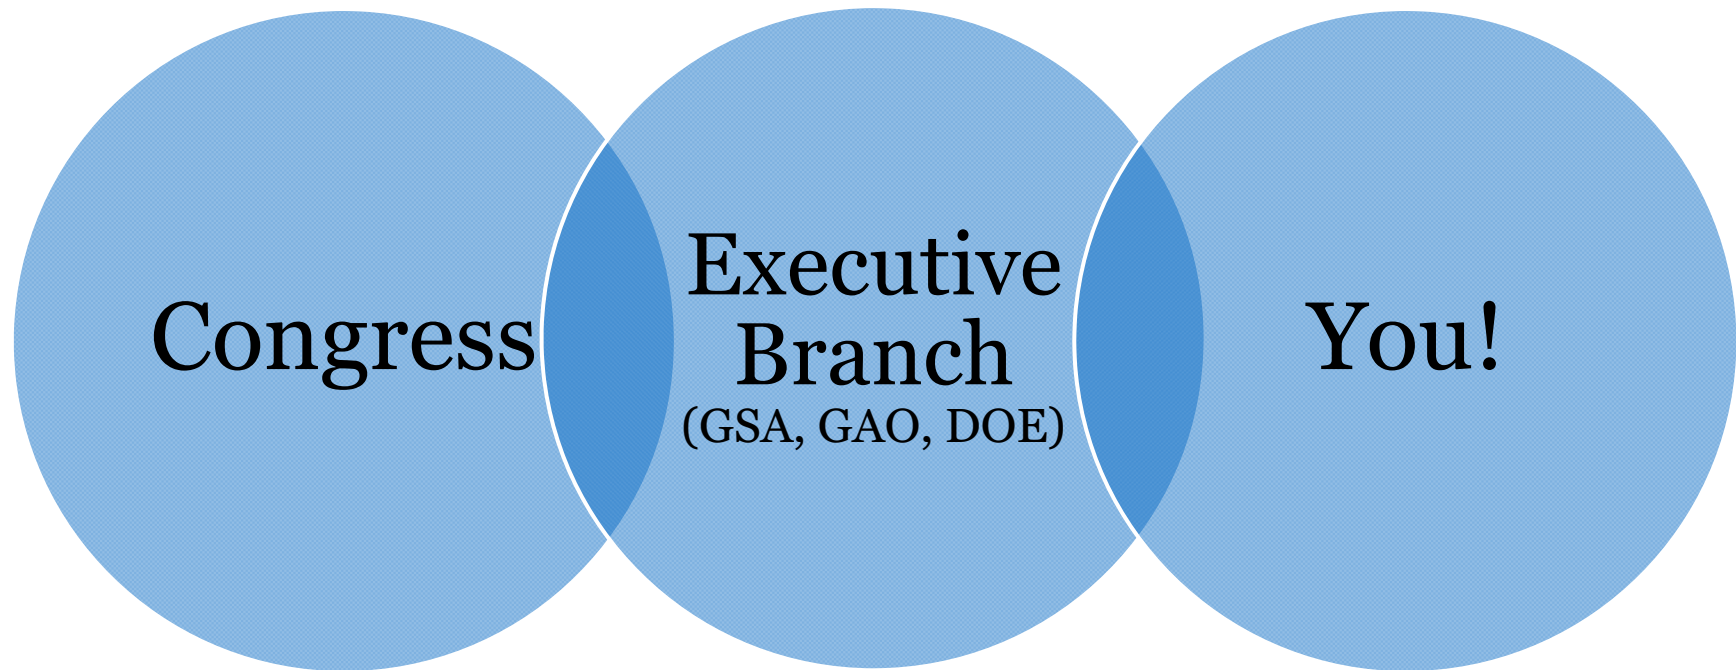 Congress
Executive
Branch
(GSA, GAO, DOE)
You!